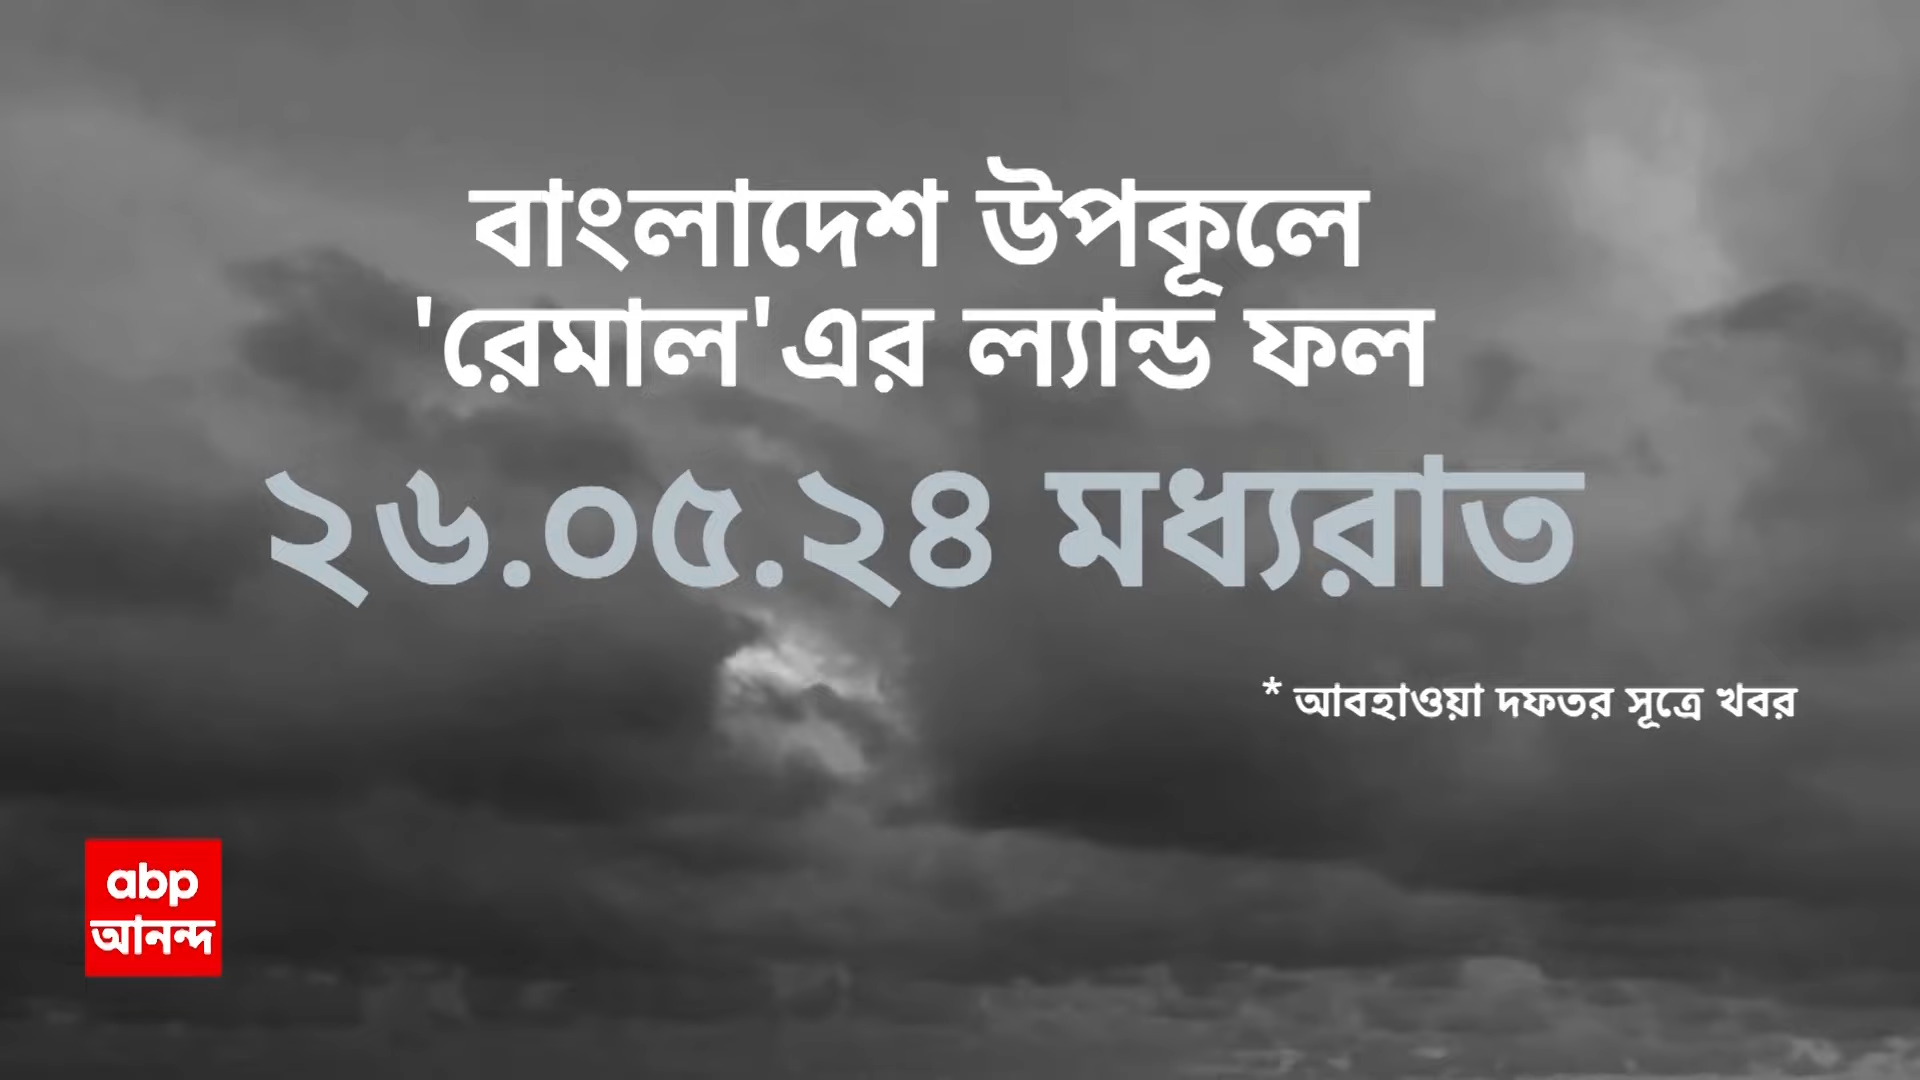 বাংলাদেশ উপকূলে
'রেমাল'এর ল্যান্ড ফল
২৬.০৫.২৪ মধ্যরাত
* আবহাওয়া দফতর সূত্রে খবর
abp
আনন্দ